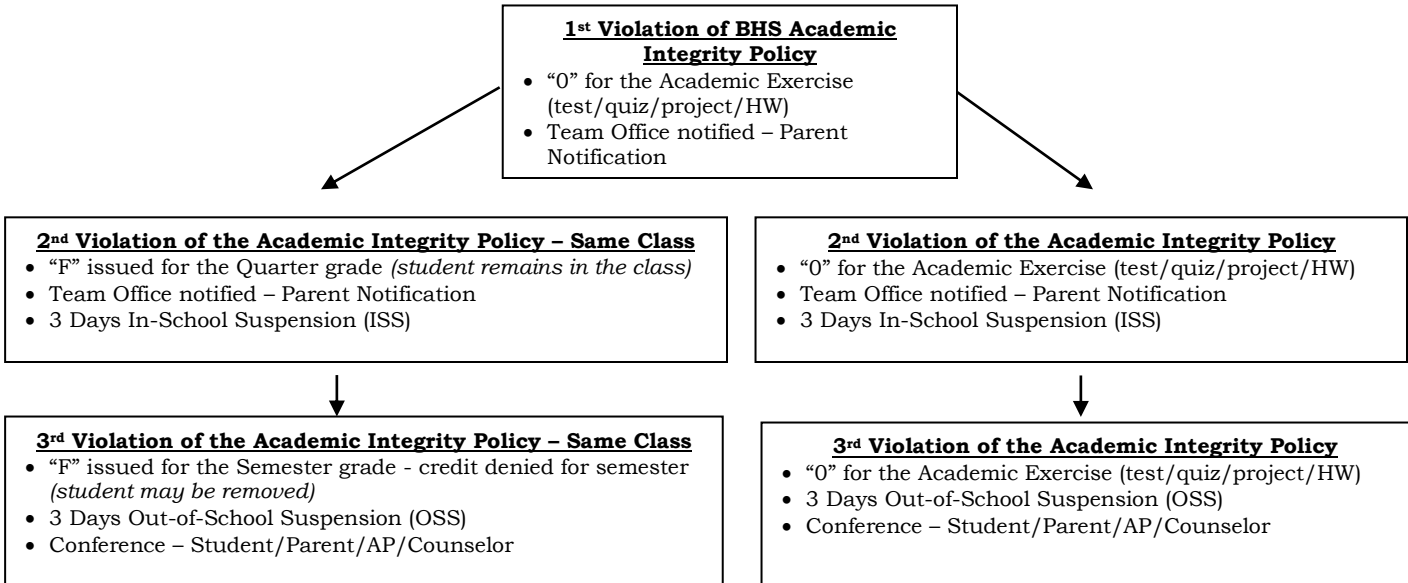 1st Violation of BHS Academic
Integrity Policy
• “0” for the Academic Exercise
(test/quiz/project/HW)
• Team Office notified – Parent
Notification
2nd Violation of the Academic Integrity Policy – Same Class
• “F” issued for the Quarter grade (student remains in the class)
• Team Office notified – Parent Notification
• 3 Days In-School Suspension (ISS)
2nd Violation of the Academic Integrity Policy
• “0” for the Academic Exercise (test/quiz/project/HW)
• Team Office notified – Parent Notification
• 3 Days In-School Suspension (ISS)
3rd Violation of the Academic Integrity Policy – Same Class
• “F” issued for the Semester grade - credit denied for semester
(student may be removed)
• 3 Days Out-of-School Suspension (OSS)
• Conference – Student/Parent/AP/Counselor
3rd Violation of the Academic Integrity Policy
• “0” for the Academic Exercise (test/quiz/project/HW)
• 3 Days Out-of-School Suspension (OSS)
• Conference – Student/Parent/AP/Counselor